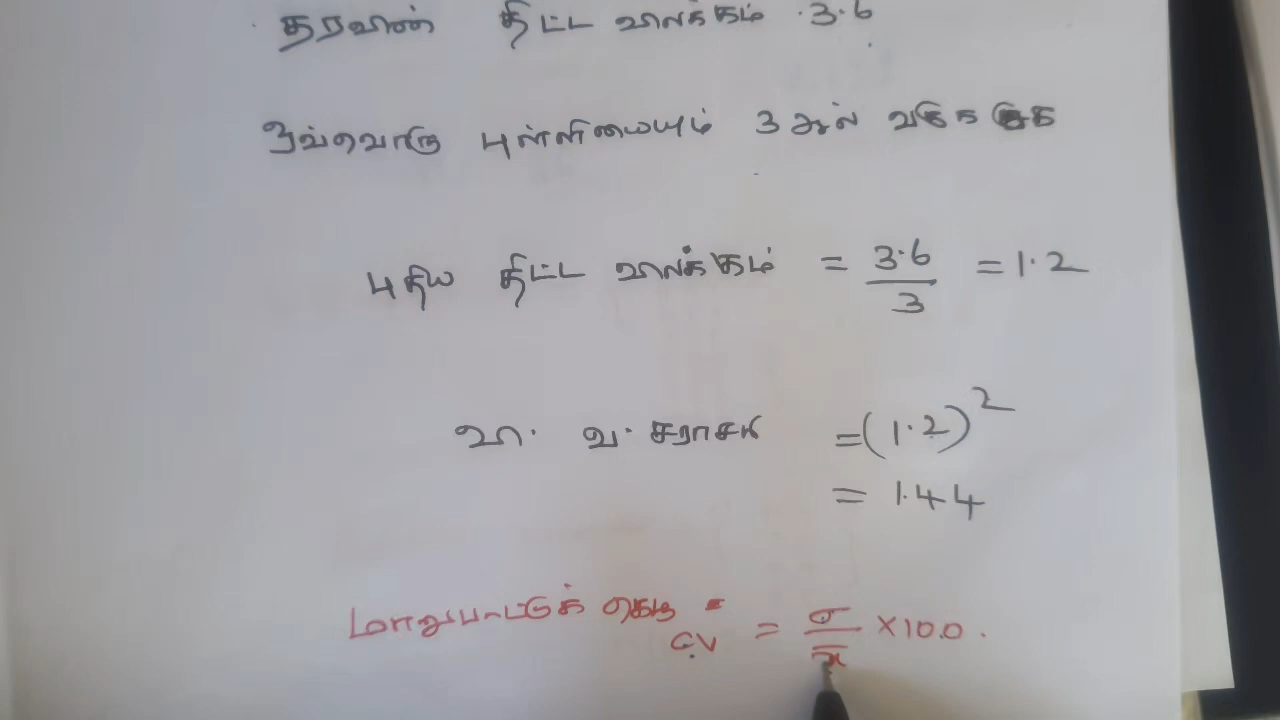 தரவின் திட்ட விலக்கம் 3.6
ஒவ்வொரு புள்ளியையும் 3 ஆல் வகுக்க
புதிய திட்ட விலக்கம் = 3.6/3 = 1.2
வி. வ. சராசரி = (1.2)²
= 1.44
மாறுபாட்டுக் கெழு
CV = σ/x̄ ×100.